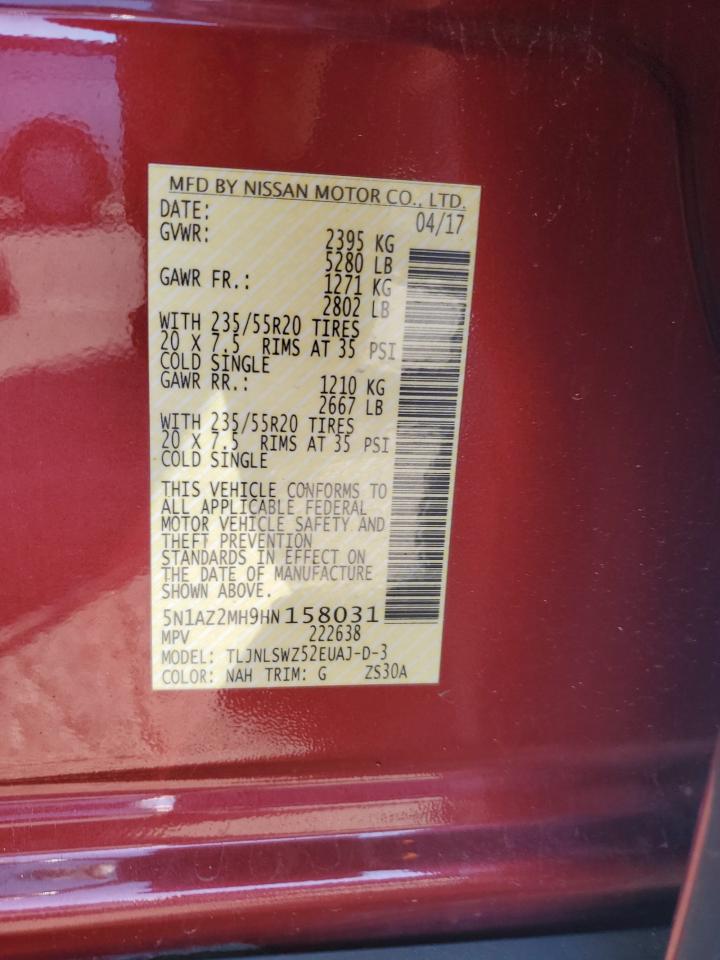 MFD BY NISSAN MOTOR CO., LTD.
DATE: 04/17
GVWR: 2395 KG
5280 LB
GAWR FR.: 1271 KG
2802 LB
WITH 235/55R20 TIRES
20 X 7.5 RIMS AT 35 PSI
COLD SINGLE
GAWR RR.: 1210 KG
2667 LB
WITH 235/55R20 TIRES
20 X 7.5 RIMS AT 35 PSI
COLD SINGLE
THIS VEHICLE CONFORMS TO
ALL APPLICABLE FEDERAL
MOTOR VEHICLE SAFETY AND
THEFT PREVENTION
STANDARDS IN EFFECT ON
THE DATE OF MANUFACTURE
SHOWN ABOVE.
5N1AZ2MH9HN158031
MPV 222638
MODEL: TLJNLSWZ52EUAJ-D-3
COLOR: NAH TRIM: G ZS30A